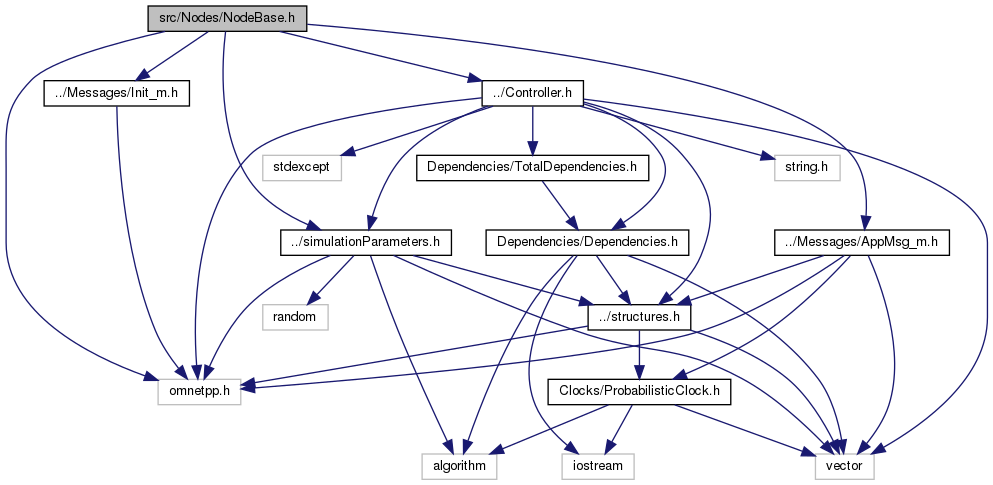 src/Nodes/NodeBase.h
../Messages/Init_m.h
../Controller.h
stdexcept
Dependencies/TotalDependencies.h
string.h
../simulationParameters.h
Dependencies/Dependencies.h
../Messages/AppMsg_m.h
random
../structures.h
omnetpp.h
Clocks/ProbabilisticClock.h
algorithm
iostream
vector